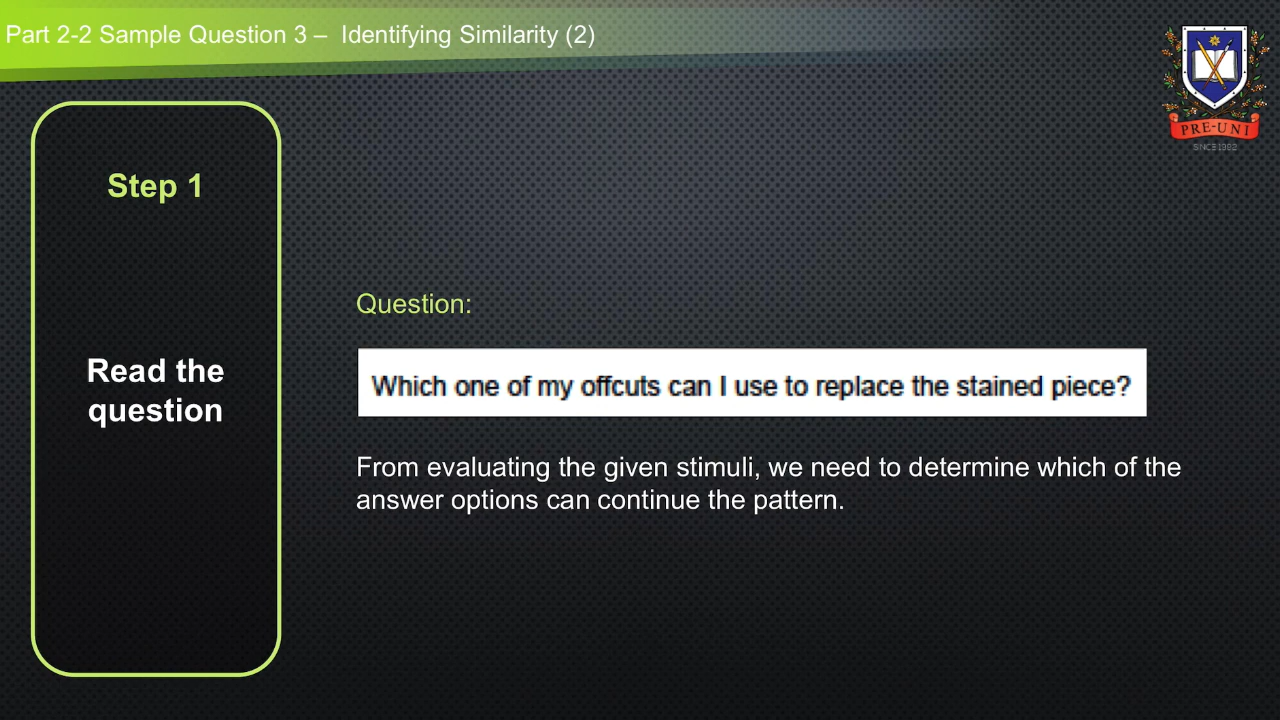 Part 2-2 Sample Question 3 – Identifying Similarity (2)
PRE-UNI
SINCE 1992
Step 1
Read the
question
Question:
Which one of my offcuts can I use to replace the stained piece?
From evaluating the given stimuli, we need to determine which of the
answer options can continue the pattern.